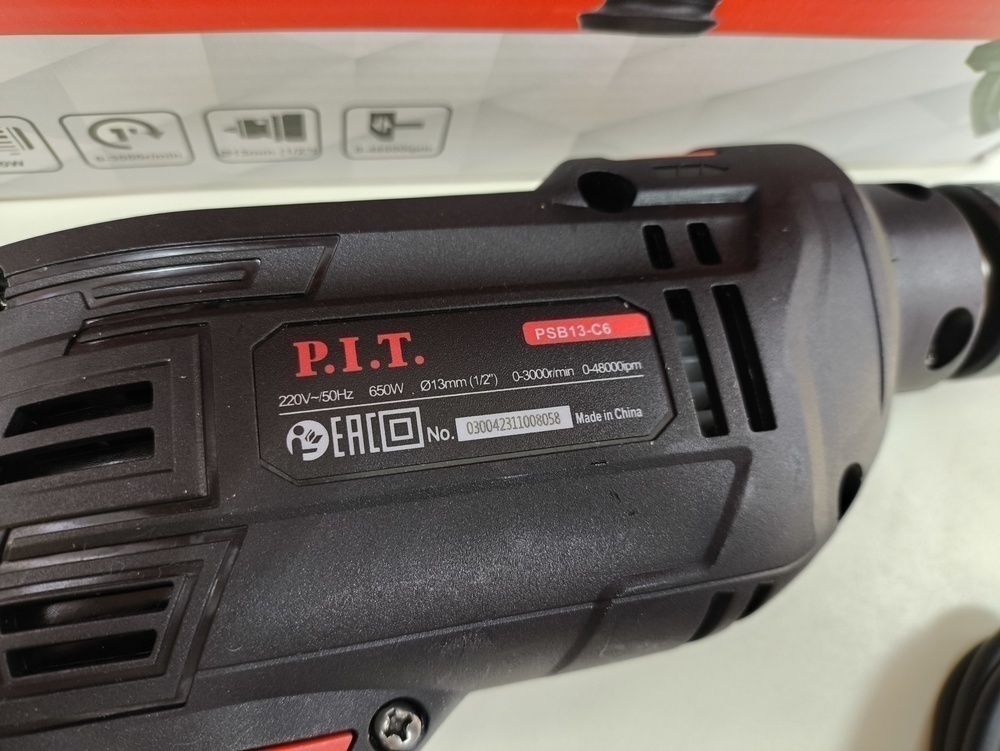 P.I.T.
PSB13-C6
220V~/50Hz 650W Ø13mm (1/2") 0-3000r/min 0-48000ipm
EAC No. 030042311008058 Made in China